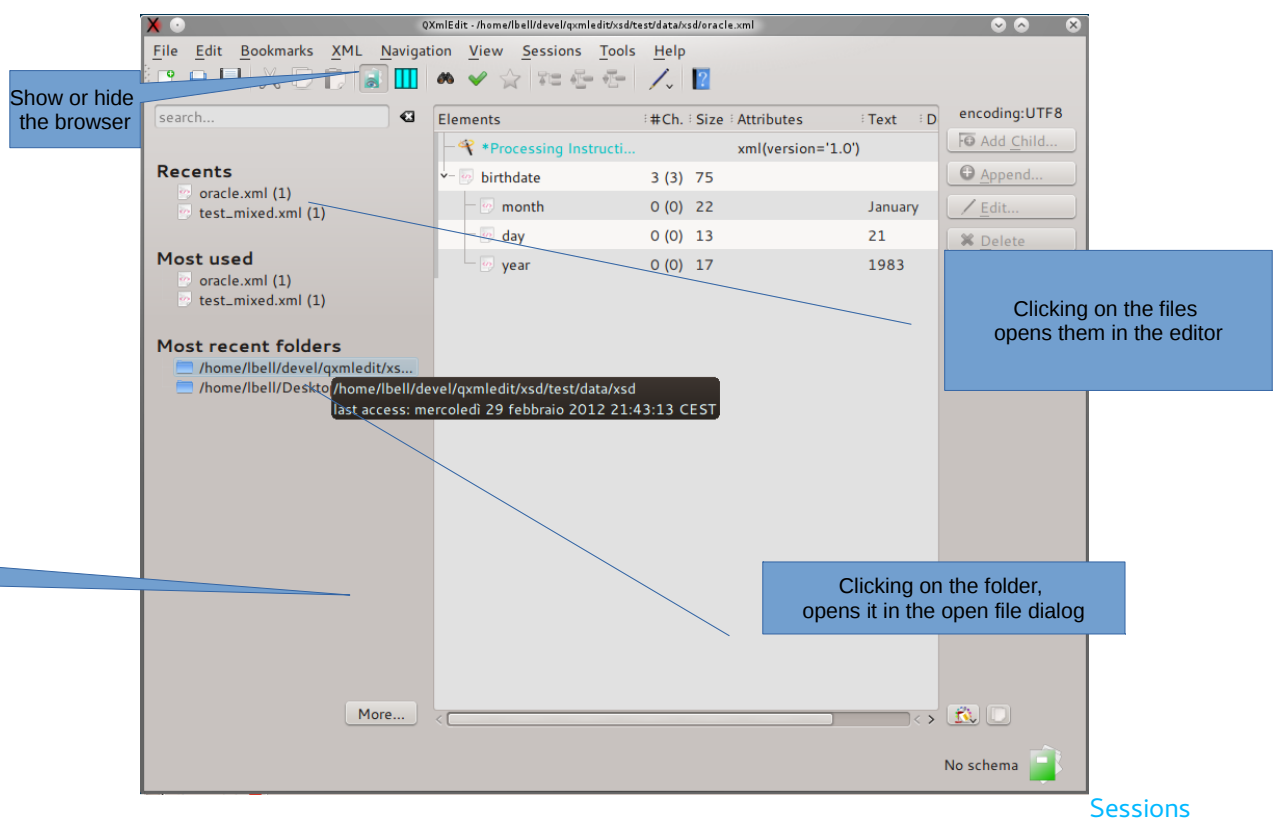 QXmlEdit - /home/lbell/devel/qxmledit/xsd/test/data/xsd/oracle.xml
File Edit Bookmarks XML Navigation View Sessions Tools Help
Show or hide
the browser
search...
Recents
oracle.xml (1)
test_mixed.xml (1)
Most used
oracle.xml (1)
test_mixed.xml (1)
Most recent folders
/home/lbell/devel/qxmledit/xs...
/home/lbell/Deskto
/home/lbell/devel/qxmledit/xsd/test/data/xsd
last access: mercoledì 29 febbraio 2012 21:43:13 CEST
More...
Elements #Ch. Size Attributes Text D
*Processing Instructi... xml(version='1.0')
birthdate 3 (3) 75
month 0 (0) 22 January
day 0 (0) 13 21
year 0 (0) 17 1983
encoding:UTF8
Add Child...
Append...
Edit...
Delete
Clicking on the files
opens them in the editor
Clicking on the folder,
opens it in the open file dialog
No schema
Sessions